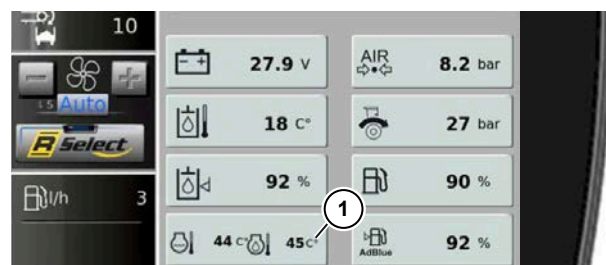 10
27.9 V
AIR
8.2 bar
Auto
18 C°
27 bar
R Select
92 %
90 %
l/h 3
1
44 C° 45 C°
AdBlue
92 %